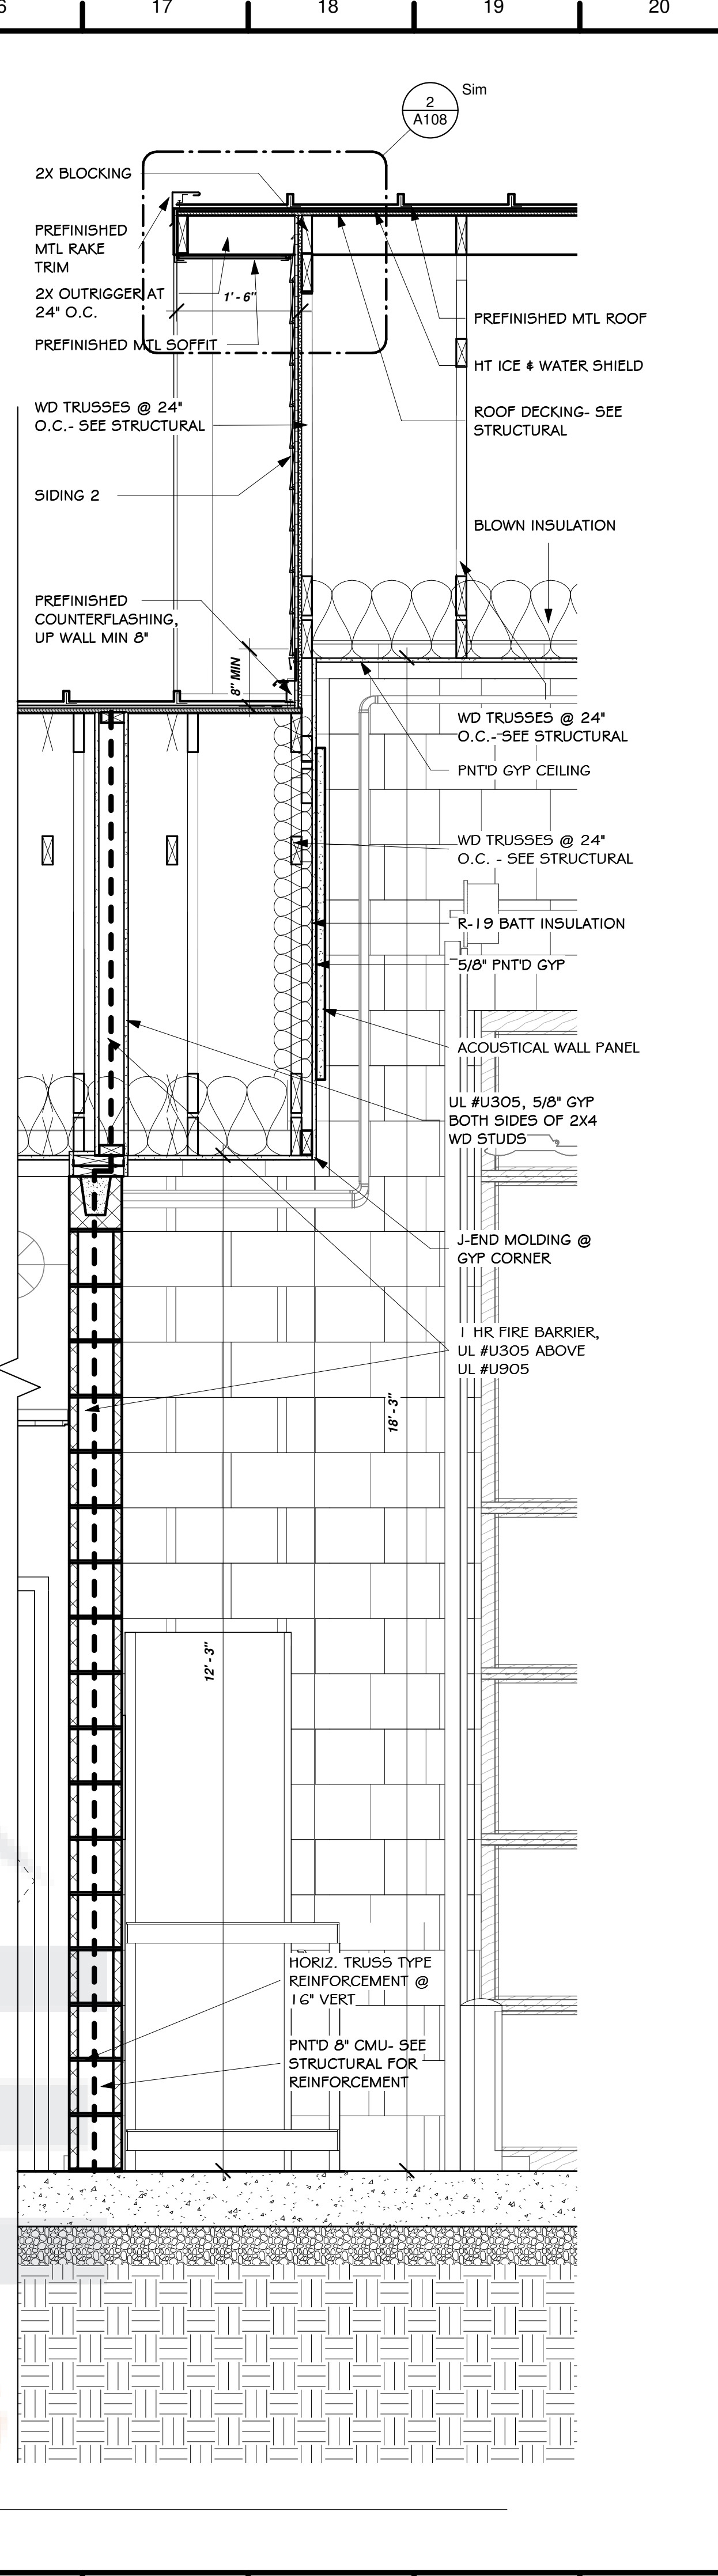 6
17
18
19
20
2
A108
Sim
2X BLOCKING
PREFINISHED
MTL RAKE
TRIM
2X OUTRIGGER AT
24" O.C.
1' - 6"
PREFINISHED MTL SOFFIT
PREFINISHED MTL ROOF
HT ICE & WATER SHIELD
WD TRUSSES @ 24"
O.C.- SEE STRUCTURAL
ROOF DECKING- SEE
STRUCTURAL
SIDING 2
BLOWN INSULATION
PREFINISHED
COUNTERFLASHING,
UP WALL MIN 8"
8" MIN
WD TRUSSES @ 24"
O.C.- SEE STRUCTURAL
PNT'D GYP CEILING
WD TRUSSES @ 24"
O.C. - SEE STRUCTURAL
R-19 BATT INSULATION
5/8" PNT'D GYP
ACOUSTICAL WALL PANEL
UL #U305, 5/8" GYP
BOTH SIDES OF 2X4
WD STUDS
J-END MOLDING @
GYP CORNER
1 HR FIRE BARRIER,
UL #U305 ABOVE
UL #U905
18' - 3"
12' - 3"
HORIZ. TRUSS TYPE
REINFORCEMENT @
16" VERT
PNT'D 8" CMU- SEE
STRUCTURAL FOR
REINFORCEMENT